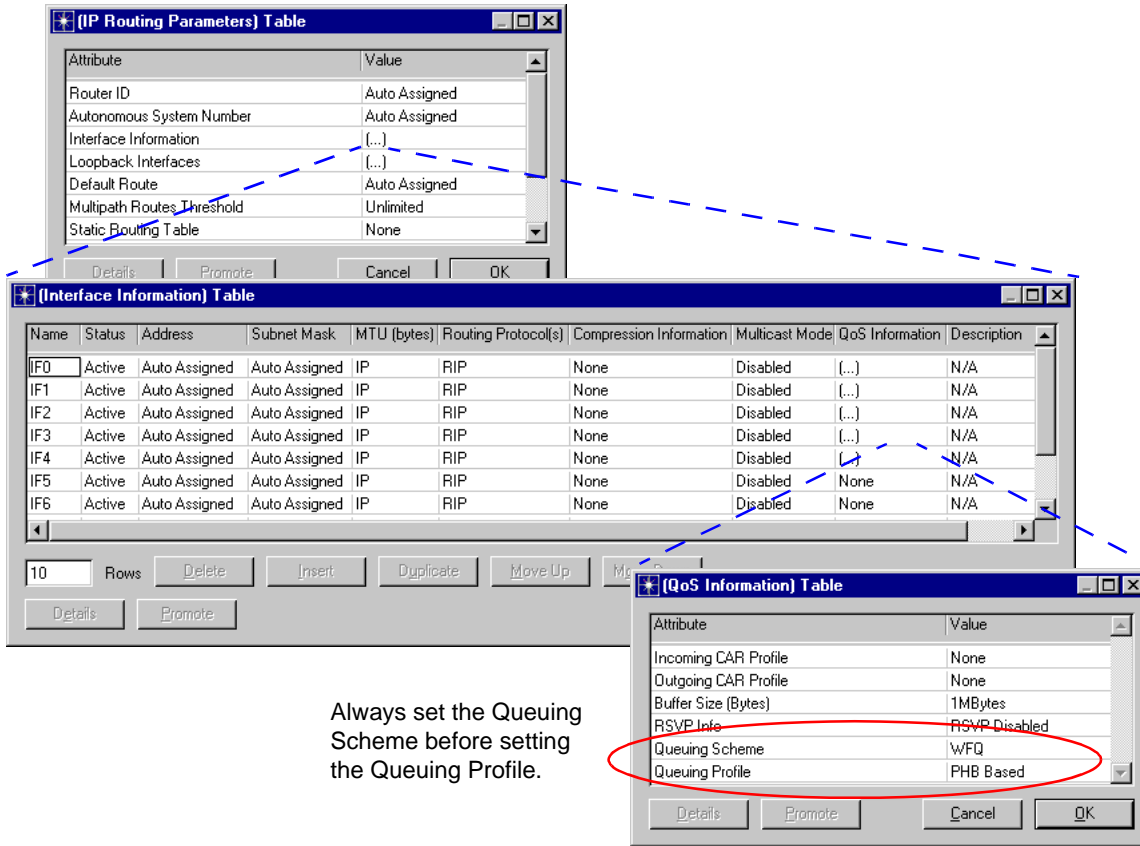 (IP Routing Parameters) Table
Attribute Value
Router ID Auto Assigned
Autonomous System Number Auto Assigned
Interface Information (...)
Loopback Interfaces (...)
Default Route Auto Assigned
Multipath Routes Threshold Unlimited
Static Routing Table None
Details Promote Cancel OK
(Interface Information) Table
Name Status Address Subnet Mask MTU (bytes) Routing Protocol(s) Compression Information Multicast Mode QoS Information Description
IF0 Active Auto Assigned Auto Assigned IP RIP None Disabled (...) N/A
IF1 Active Auto Assigned Auto Assigned IP RIP None Disabled (...) N/A
IF2 Active Auto Assigned Auto Assigned IP RIP None Disabled (...) N/A
IF3 Active Auto Assigned Auto Assigned IP RIP None Disabled (...) N/A
IF4 Active Auto Assigned Auto Assigned IP RIP None Disabled (...) N/A
IF5 Active Auto Assigned Auto Assigned IP RIP None Disabled None N/A
IF6 Active Auto Assigned Auto Assigned IP RIP None Disabled None N/A
10 Rows Delete Insert Duplicate Move Up
Details Promote
(QoS Information) Table
Attribute Value
Incoming CAR Profile None
Outgoing CAR Profile None
Buffer Size (Bytes) 1MBytes
RSVP Info RSVP Disabled
Queuing Scheme WFQ
Queuing Profile PHB Based
Details Promote Cancel OK
Always set the Queuing
Scheme before setting
the Queuing Profile.